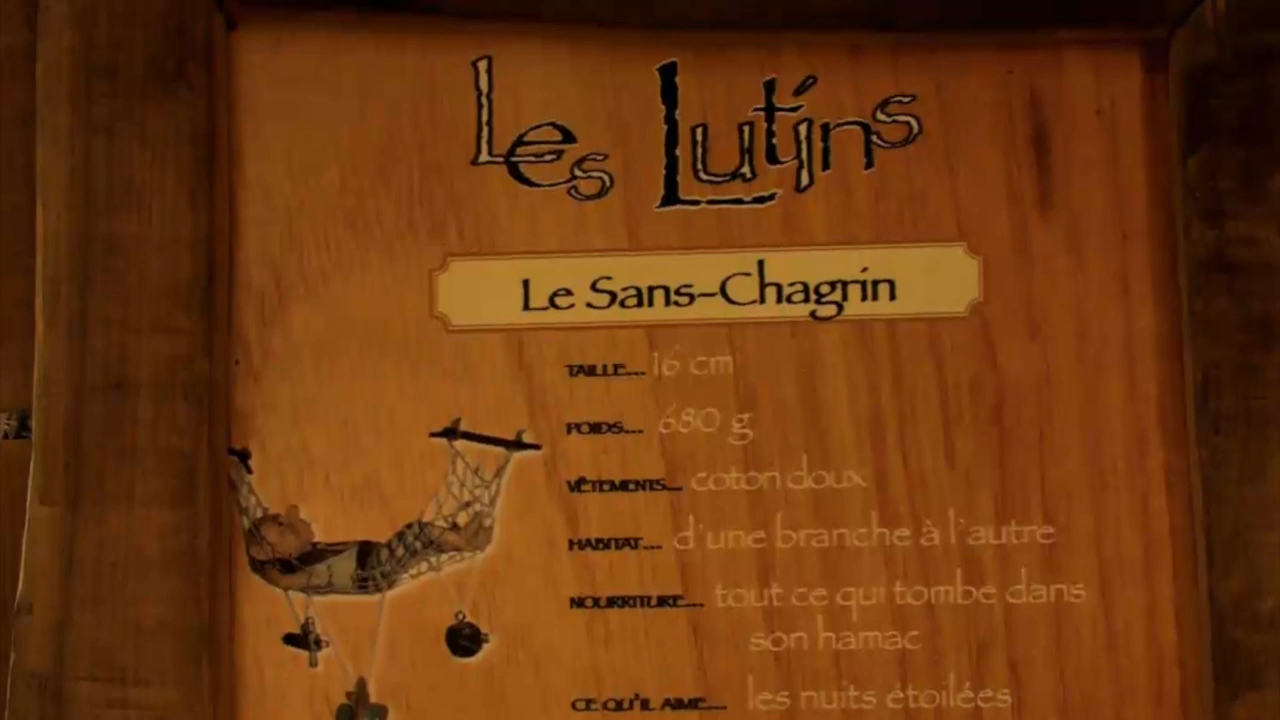 Les Lutins
Le Sans-Chagrin
TAILLE... 16 cm
POIDS... 680 g
VÊTEMENTS... coton doux
HABITAT... d'une branche à l'autre
NOURRITURE... tout ce qui tombe dans
son hamac
CE QU'IL AIME... les nuits étoilées